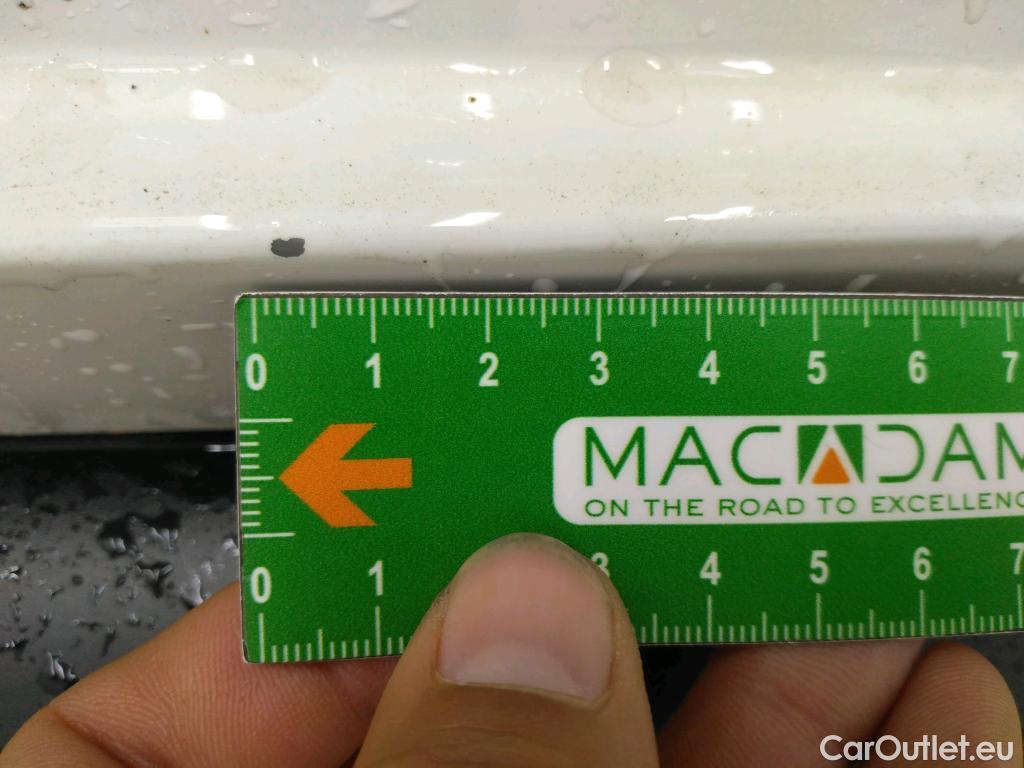 0 1 2 3 4 5 6 7
MACADAM
ON THE ROAD TO EXCELLENC
0 1 3 4 5 6 7
CarOutlet.eu